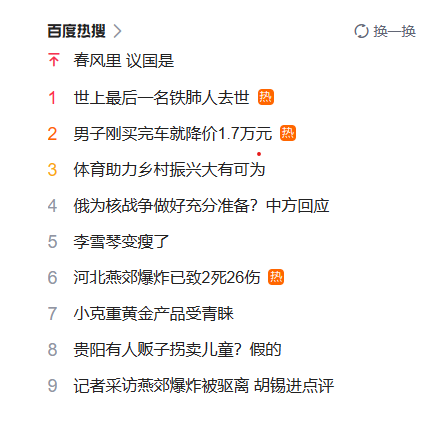 百度热搜
换一换
春风里 议国是
1 世上最后一名铁肺人去世 热
2 男子刚买完车就降价1.7万元 热
3 体育助力乡村振兴大有可为
4 俄为核战争做好充分准备？中方回应
5 李雪琴变瘦了
6 河北燕郊爆炸已致2死26伤 热
7 小克重黄金产品受青睐
8 贵阳有人贩子拐卖儿童？假的
9 记者采访燕郊爆炸被驱离 胡锡进点评